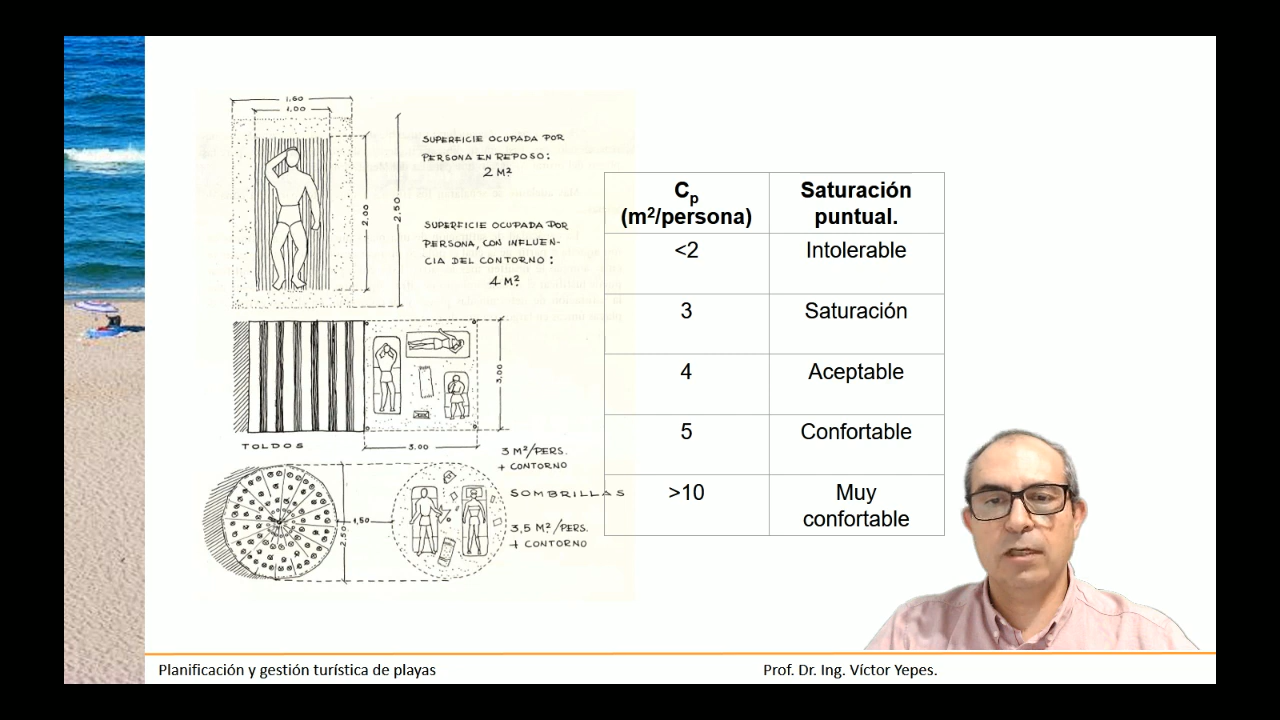 1.60
1.00
SUPERFICIE OCUPADA POR
PERSONA EN REPOSO:
2 M²
2.00
2.50
SUPERFICIE OCUPADA POR
PERSONA, CON INFLUEN-
CIA DEL CONTORNO:
4 M²
3.00
TOLDOS
3.00
3 M²/PERS.
+ CONTORNO
SOMBRILLAS
1,50
2.50
3,5 M²/PERS.
+ CONTORNO
Cp
(m²/persona)
Saturación
puntual.
<2
Intolerable
3
Saturación
4
Aceptable
5
Confortable
>10
Muy
confortable
Planificación y gestión turística de playas
Prof. Dr. Ing. Víctor Yepes.